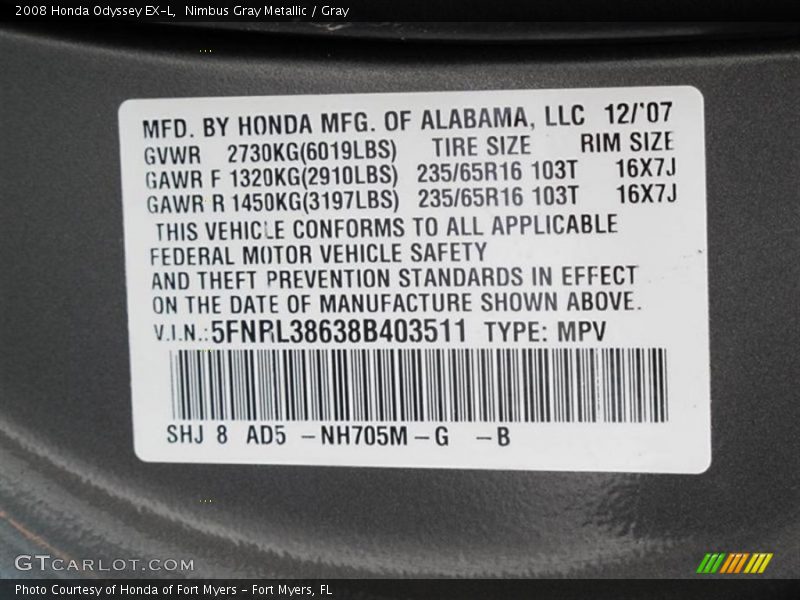 2008 Honda Odyssey EX-L,  Nimbus Gray Metallic / Gray
MFD. BY HONDA MFG. OF ALABAMA, LLC 12/'07
GVWR 2730KG(6019LBS) TIRE SIZE RIM SIZE
GAWR F 1320KG(2910LBS) 235/65R16 103T 16X7J
GAWR R 1450KG(3197LBS) 235/65R16 103T 16X7J
THIS VEHICLE CONFORMS TO ALL APPLICABLE
FEDERAL MOTOR VEHICLE SAFETY
AND THEFT PREVENTION STANDARDS IN EFFECT
ON THE DATE OF MANUFACTURE SHOWN ABOVE.
V.I.N.:5FNRL38638B403511 TYPE: MPV
SHJ 8 AD5 -NH705M-G -B
GTCARLOT.COM
Photo Courtesy of Honda of Fort Myers - Fort Myers, FL